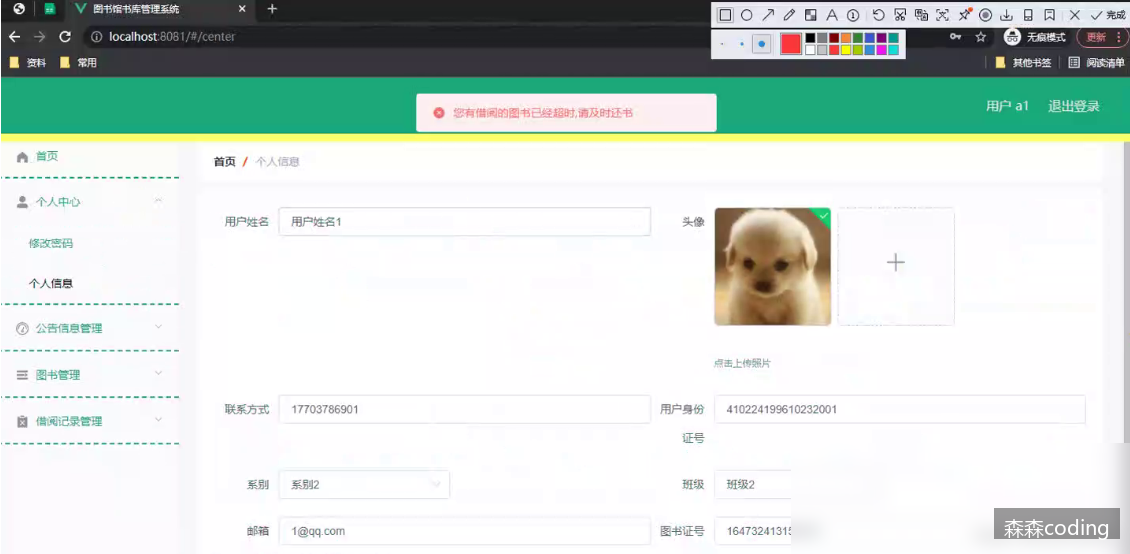 图书馆书库管理系统
完成
localhost:8081/#/center
无痕模式
更新
资料
常用
其他书签
阅读清单
您有借阅的图书已经超时,请及时还书
用户 a1
退出登录
首页
首页 / 个人信息
个人中心
用户姓名
用户姓名1
头像
修改密码
个人信息
公告信息管理
点击上传照片
图书管理
联系方式
17703786901
用户身份证号
410224199610232001
借阅记录管理
系别
系别2
班级
班级2
邮箱
1@qq.com
图书证号
1647324131
森森coding